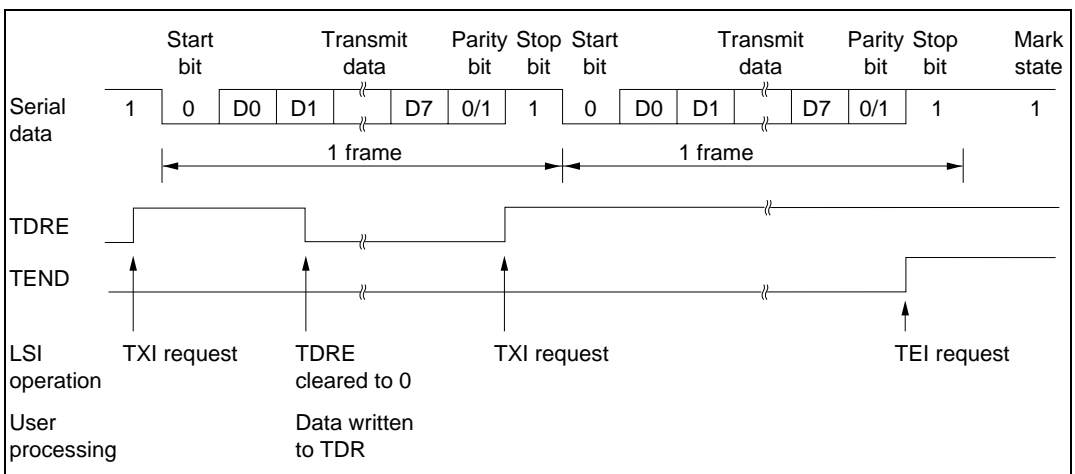 Start bit Transmit data Parity bit Stop bit Start bit Transmit data Parity bit Stop bit Mark state
Serial data 1 0 D0 D1 D7 0/1 1 0 D0 D1 D7 0/1 1 1
1 frame 1 frame
TDRE
TEND
LSI operation TXI request TDRE cleared to 0 TXI request TEI request
User processing Data written to TDR